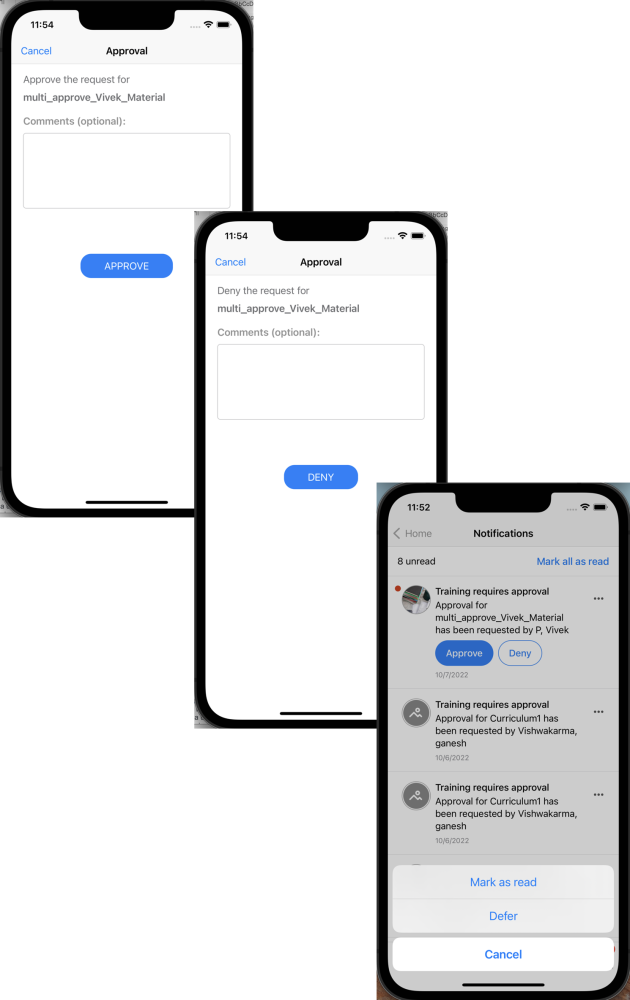 11:54
Cancel
Approval
Approve the request for
multi_approve_Vivek_Material
Comments (optional):
APPROVE
11:54
Cancel
Approval
Deny the request for
multi_approve_Vivek_Material
Comments (optional):
DENY
11:52
Home
Notifications
8 unread
Mark all as read
Training requires approval
Approval for
multi_approve_Vivek_Material
has been requested by P, Vivek
Approve
Deny
10/7/2022
Training requires approval
Approval for Curriculum1 has
been requested by Vishwakarma,
ganesh
10/6/2022
Training requires approval
Approval for Curriculum1 has
been requested by Vishwakarma,
ganesh
10/6/2022
Mark as read
Defer
Cancel